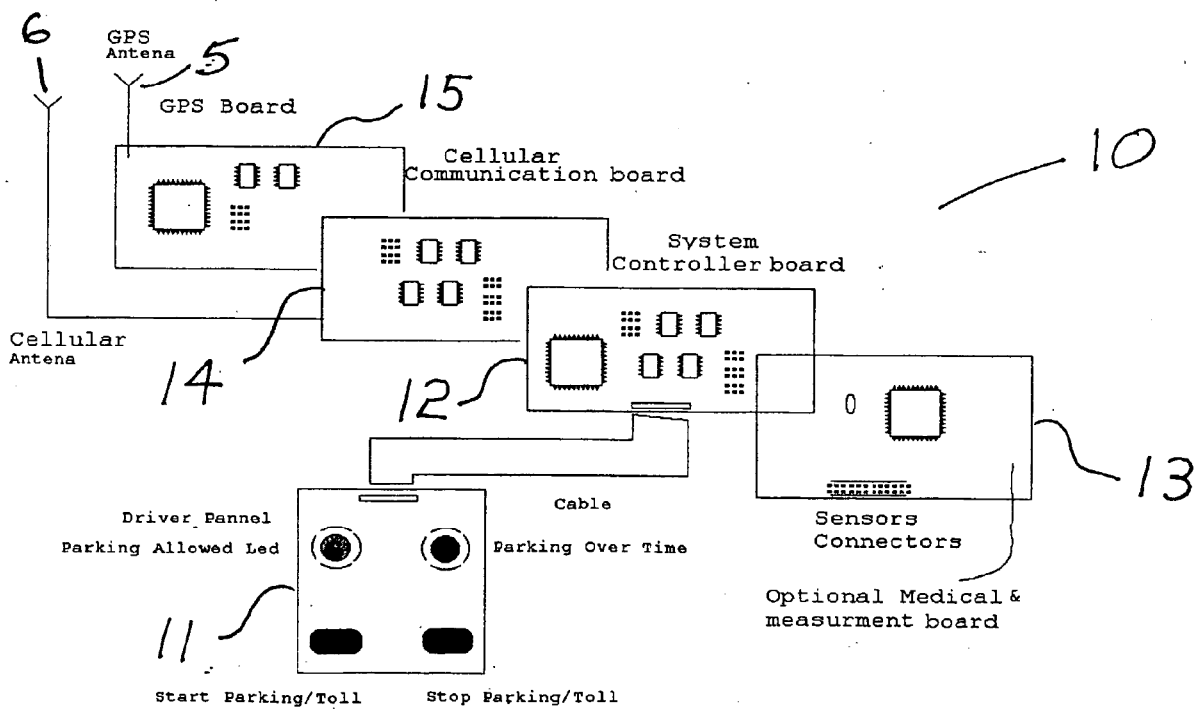 6
GPS
Antena
5
GPS Board
15
Cellular
Communication board
10
System
Controller board
Cellular
Antena
14
12
13
Cable
Driver Pannel
Parking Allowed Led
Parking Over Time
Sensors
Connectors
Optional Medical &
measurment board
11
Start Parking/Toll
Stop Parking/Toll